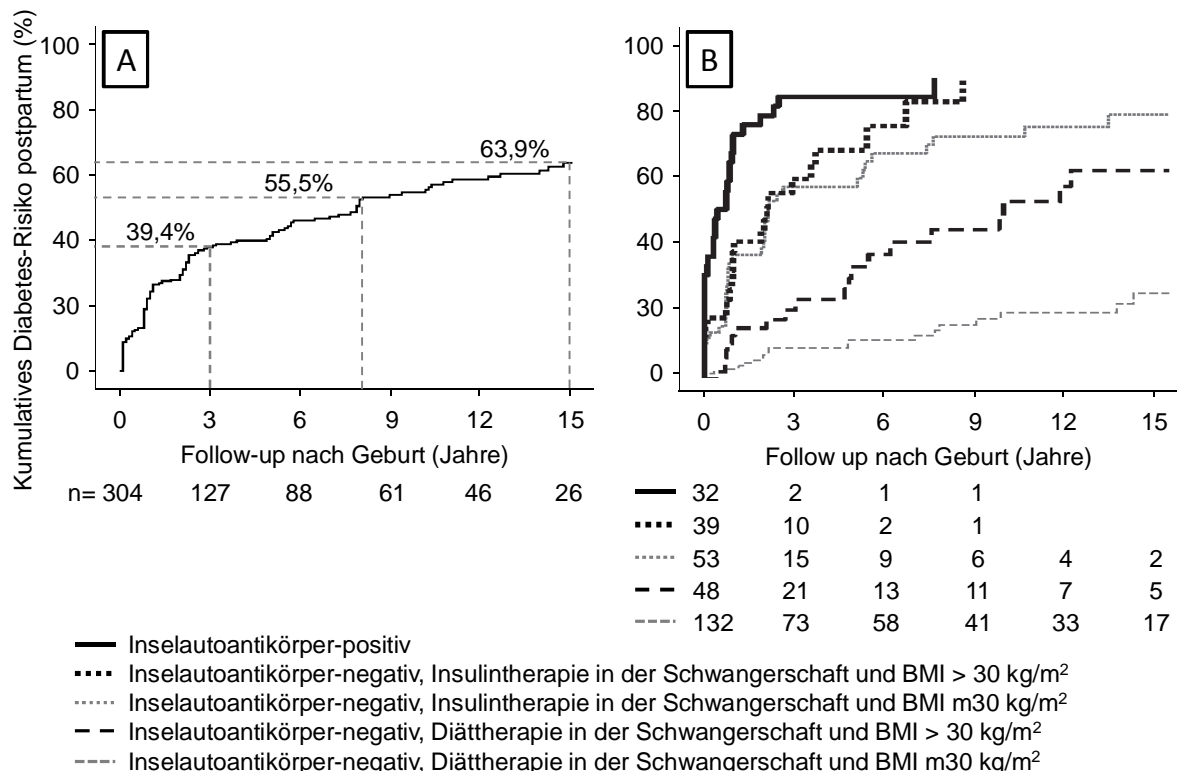 Kumulatives Diabetes-Risiko postpartum (%)
A
100
80
60
40
30
0
63,9%
55,5%
39,4%
0 3 6 9 12 15
Follow-up nach Geburt (Jahre)
n= 304 127 88 61 46 26
B
100
80
60
40
30
0
0 3 6 9 12 15
Follow up nach Geburt (Jahre)
32 2 1 1
39 10 2 1
53 15 9 6 4 2
48 21 13 11 7 5
132 73 58 41 33 17
Inselautoantikörper-positiv
Inselautoantikörper-negativ, Insulintherapie in der Schwangerschaft und BMI > 30 kg/m²
Inselautoantikörper-negativ, Insulintherapie in der Schwangerschaft und BMI m30 kg/m²
Inselautoantikörper-negativ, Diättherapie in der Schwangerschaft und BMI > 30 kg/m²
Inselautoantikörper-negativ, Diättherapie in der Schwangerschaft und BMI m30 kg/m²